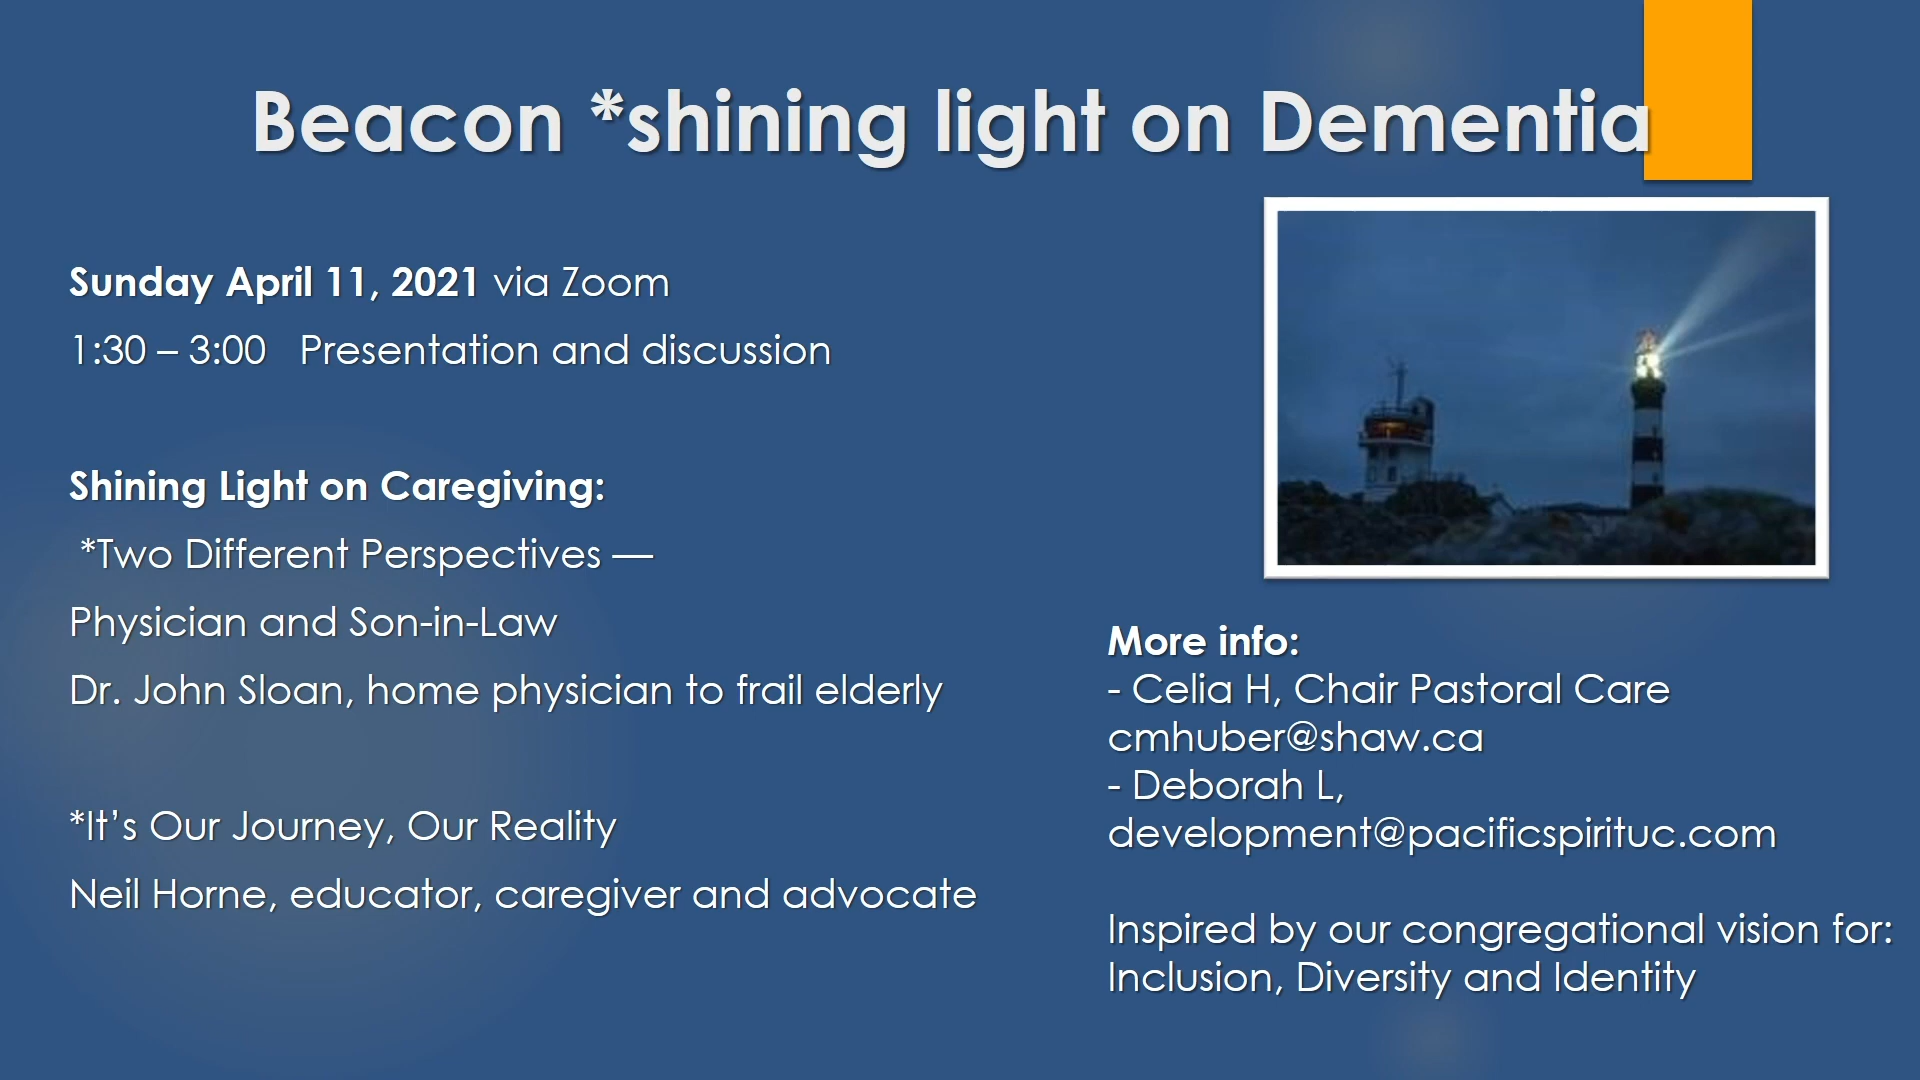 Beacon *shining light on Dementia
Sunday April 11, 2021 via Zoom
1:30 – 3:00   Presentation and discussion
Shining Light on Caregiving:
*Two Different Perspectives —
Physician and Son-in-Law
Dr. John Sloan, home physician to frail elderly
*It’s Our Journey, Our Reality
Neil Horne, educator, caregiver and advocate
More info:
- Celia H, Chair Pastoral Care
cmhuber@shaw.ca
- Deborah L,
development@pacificspirituc.com
Inspired by our congregational vision for:
Inclusion, Diversity and Identity